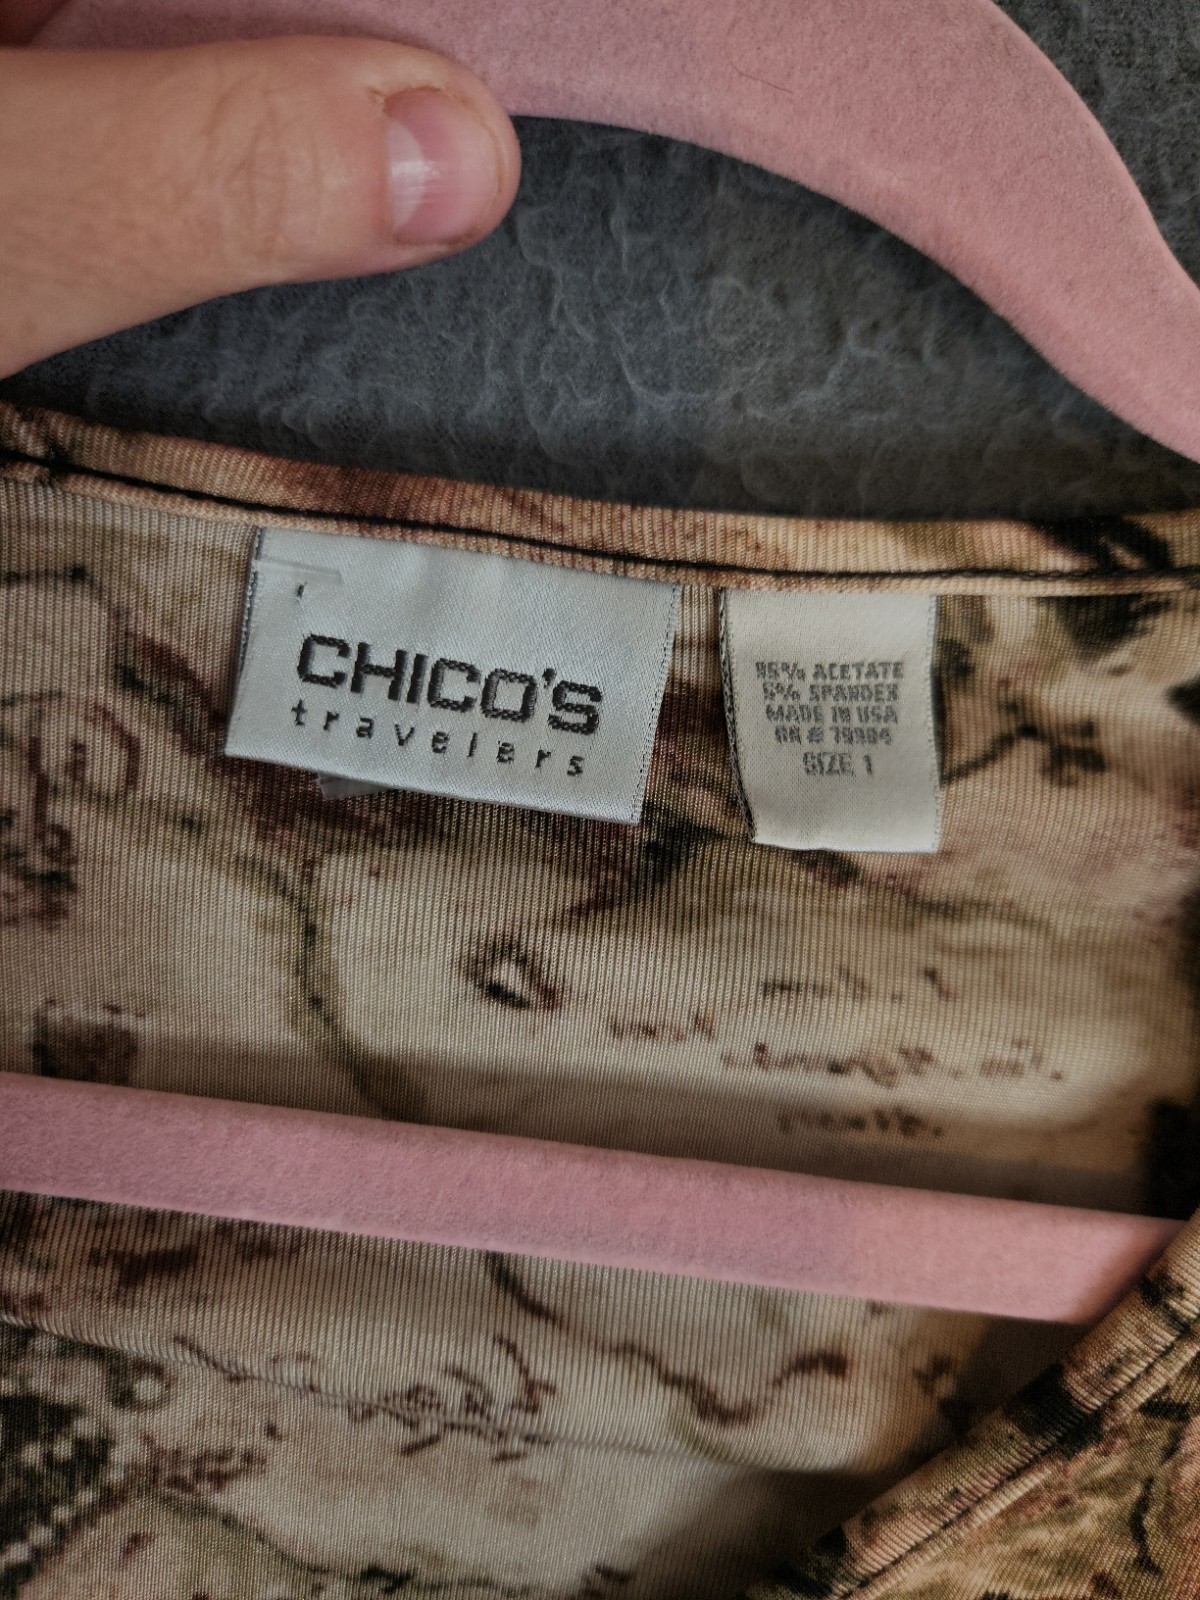 CHICO'S
travelers
95% ACETATE
5% SPANDEX
MADE IN USA
RN # 79984
SIZE 1